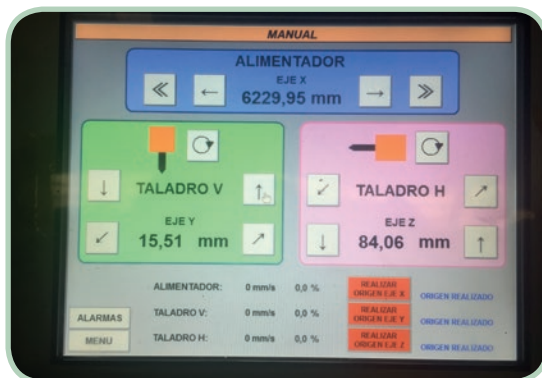 MANUAL
ALIMENTADOR
EJE X
6229,95 mm
TALADRO V
EJE Y
15,51 mm
TALADRO H
EJE Z
84,06 mm
ALIMENTADOR: 0 mm/s 0,0 %
REALIZAR
ORIGEN EJE X
ORIGEN REALIZADO
TALADRO V: 0 mm/s 0,0 %
REALIZAR
ORIGEN EJE Y
ORIGEN REALIZADO
TALADRO H: 0 mm/s 0,0 %
REALIZAR
ORIGEN EJE Z
ORIGEN REALIZADO
ALARMAS
MENU